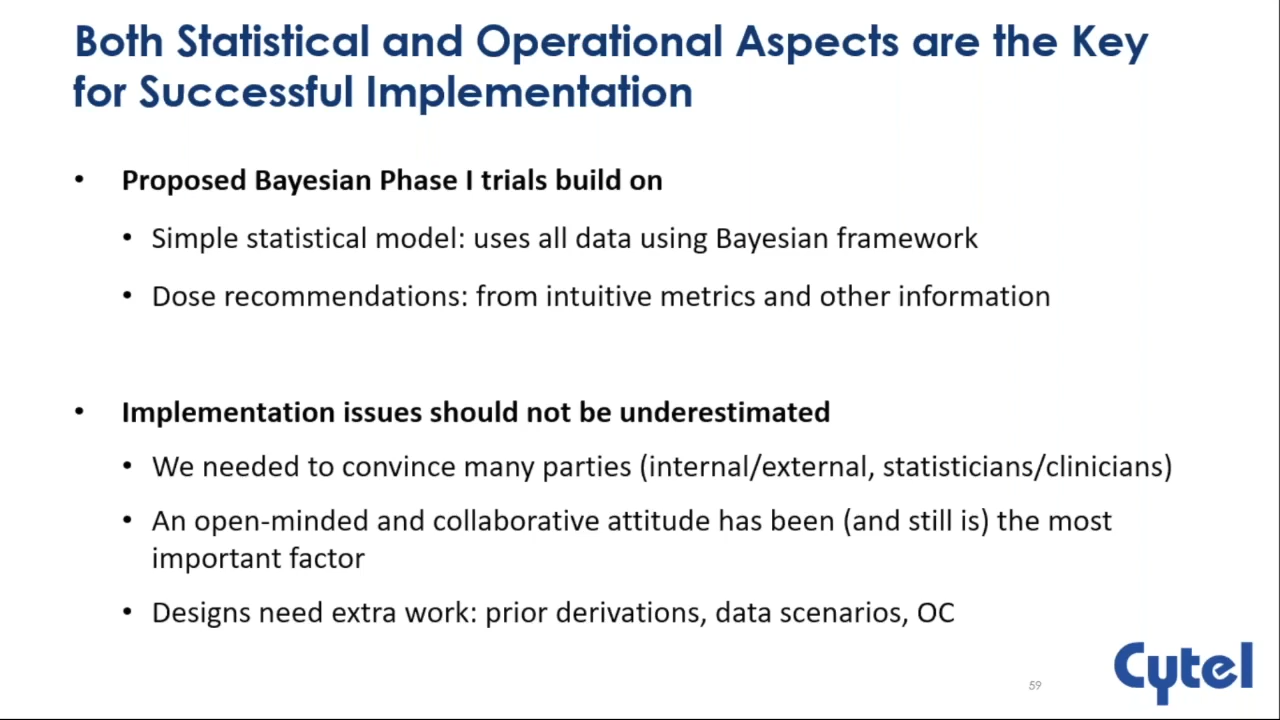 Both Statistical and Operational Aspects are the Key
for Successful Implementation
• Proposed Bayesian Phase I trials build on
• Simple statistical model: uses all data using Bayesian framework
• Dose recommendations: from intuitive metrics and other information
• Implementation issues should not be underestimated
• We needed to convince many parties (internal/external, statisticians/clinicians)
• An open-minded and collaborative attitude has been (and still is) the most
important factor
• Designs need extra work: prior derivations, data scenarios, OC
59
Cytel